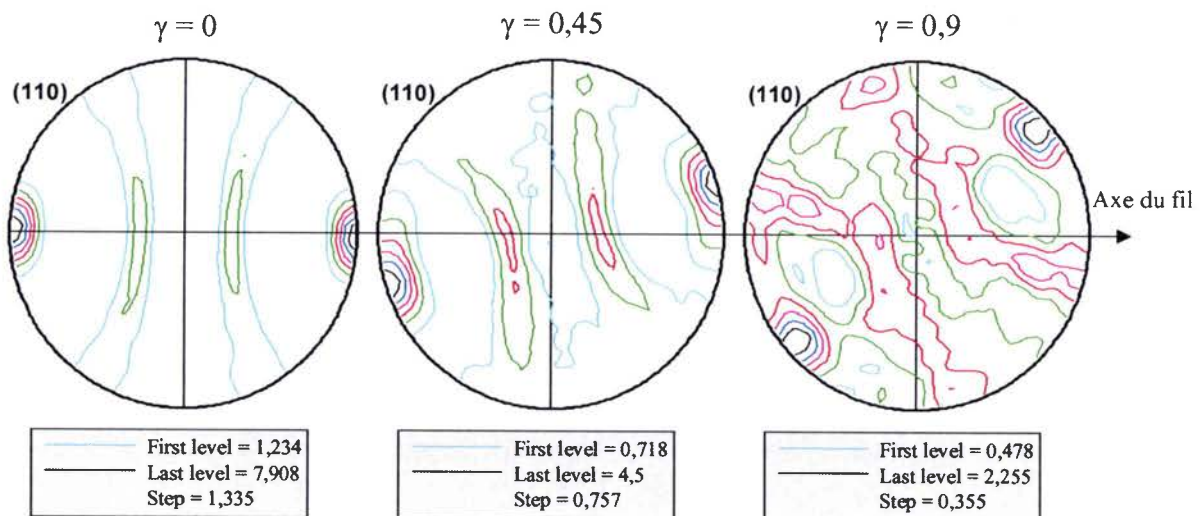 γ = 0
γ = 0,45
γ = 0,9
(110)
(110)
(110)
Axe du fil
First level = 1,234
Last level = 7,908
Step = 1,335
First level = 0,718
Last level = 4,5
Step = 0,757
First level = 0,478
Last level = 2,255
Step = 0,355